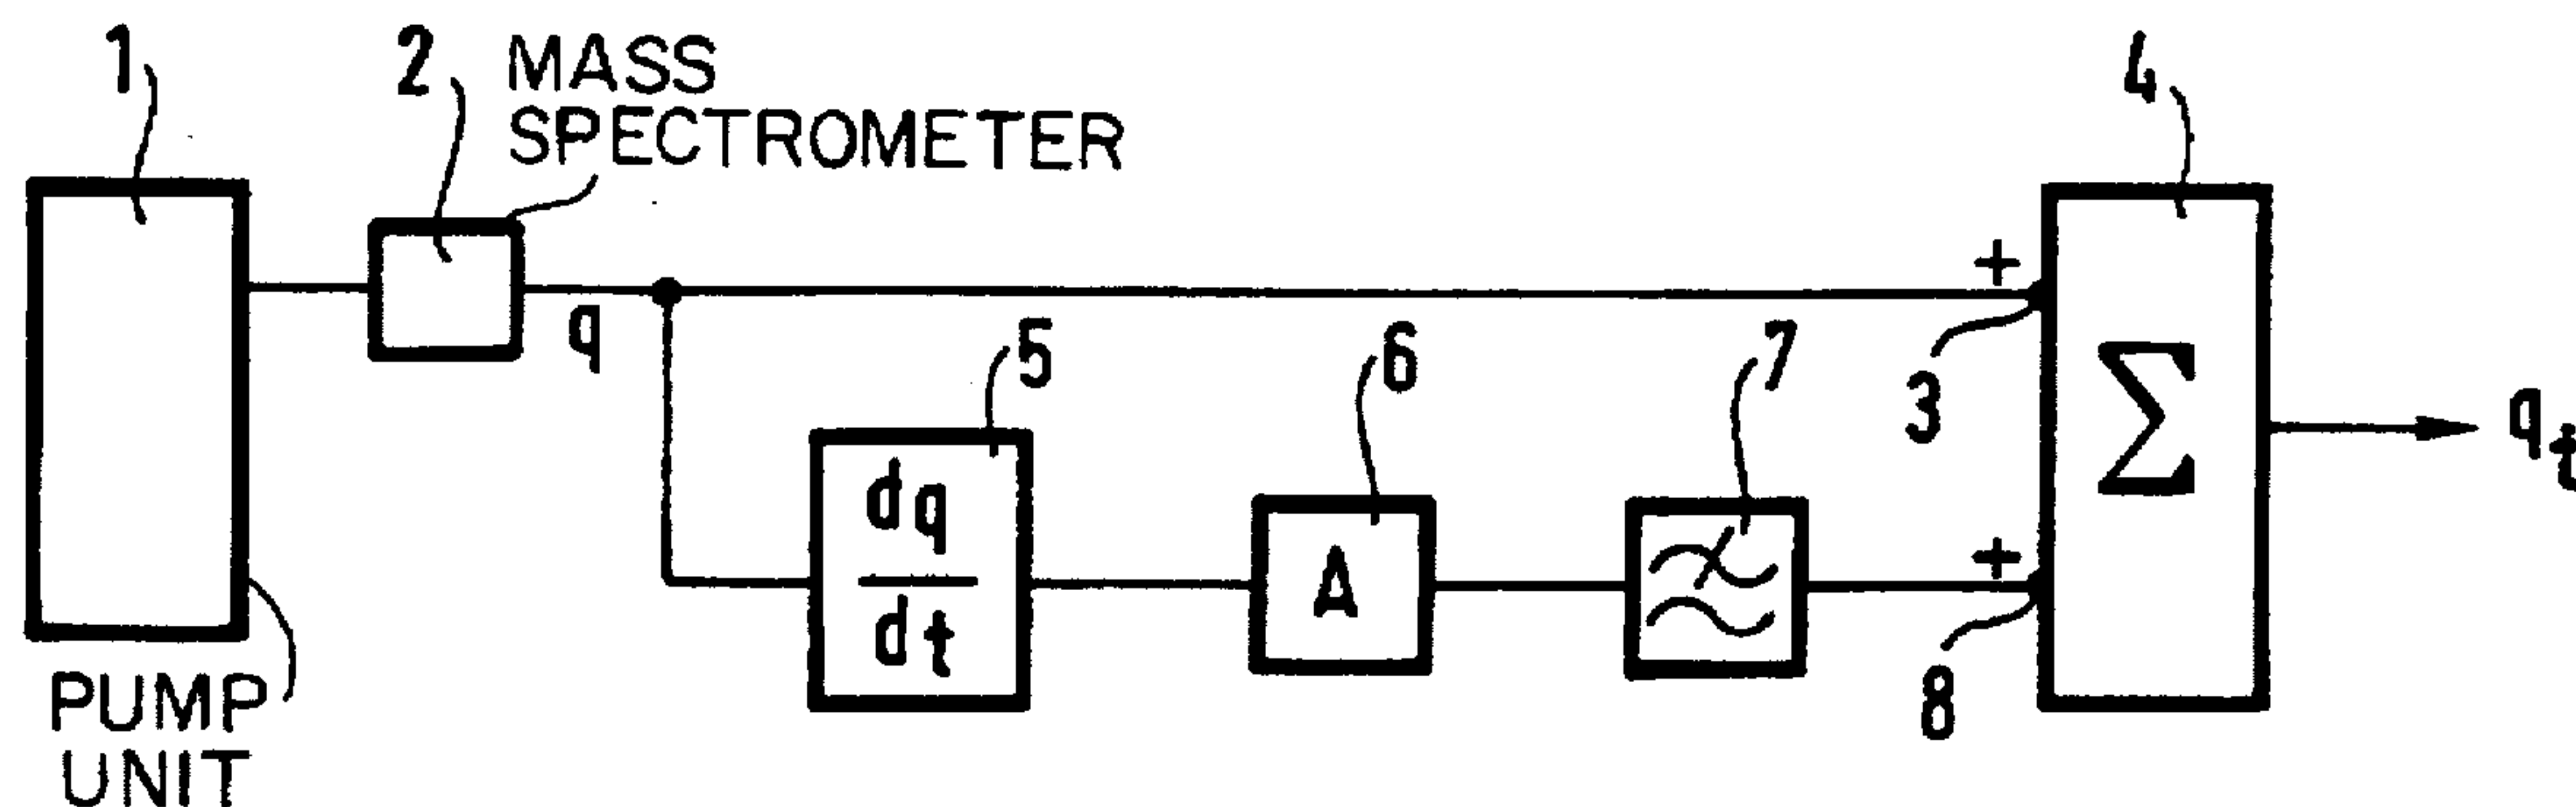 1
2
MASS
SPECTROMETER
4
+
q
5
6
7
3
Σ
dq
dt
A
+
8
qt
PUMP
UNIT